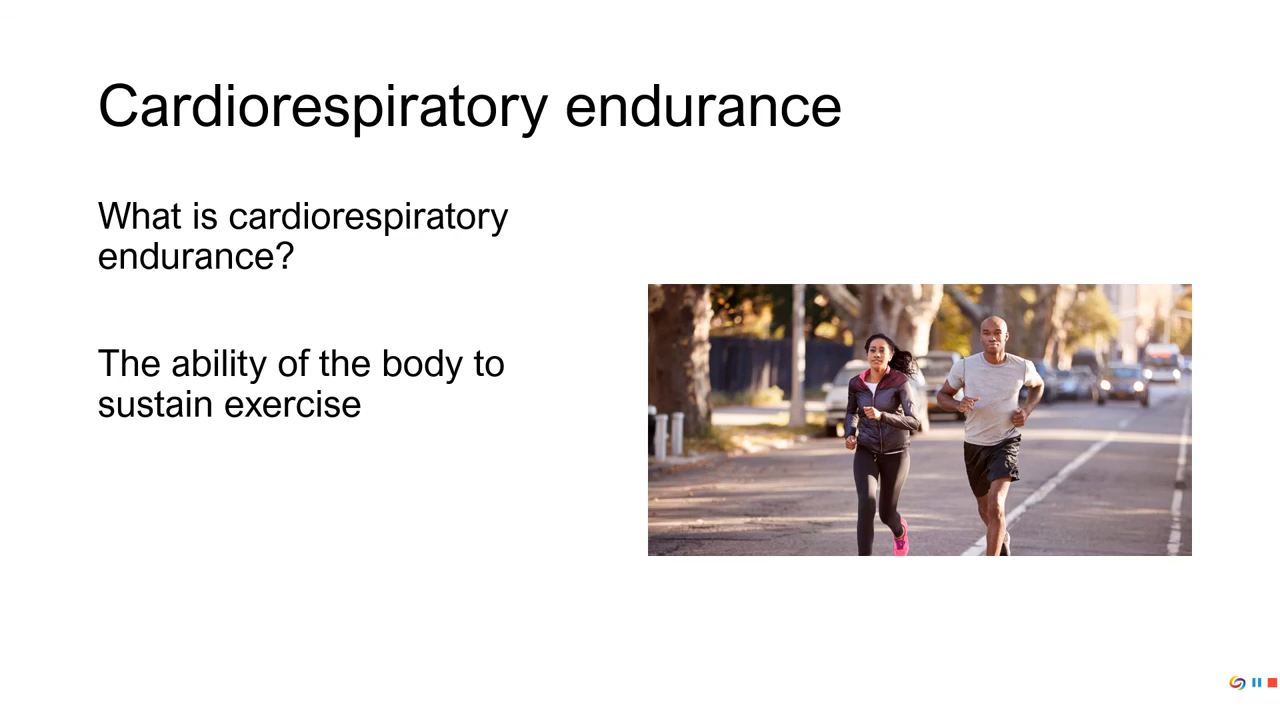 Cardiorespiratory endurance
What is cardiorespiratory
endurance?
The ability of the body to
sustain exercise